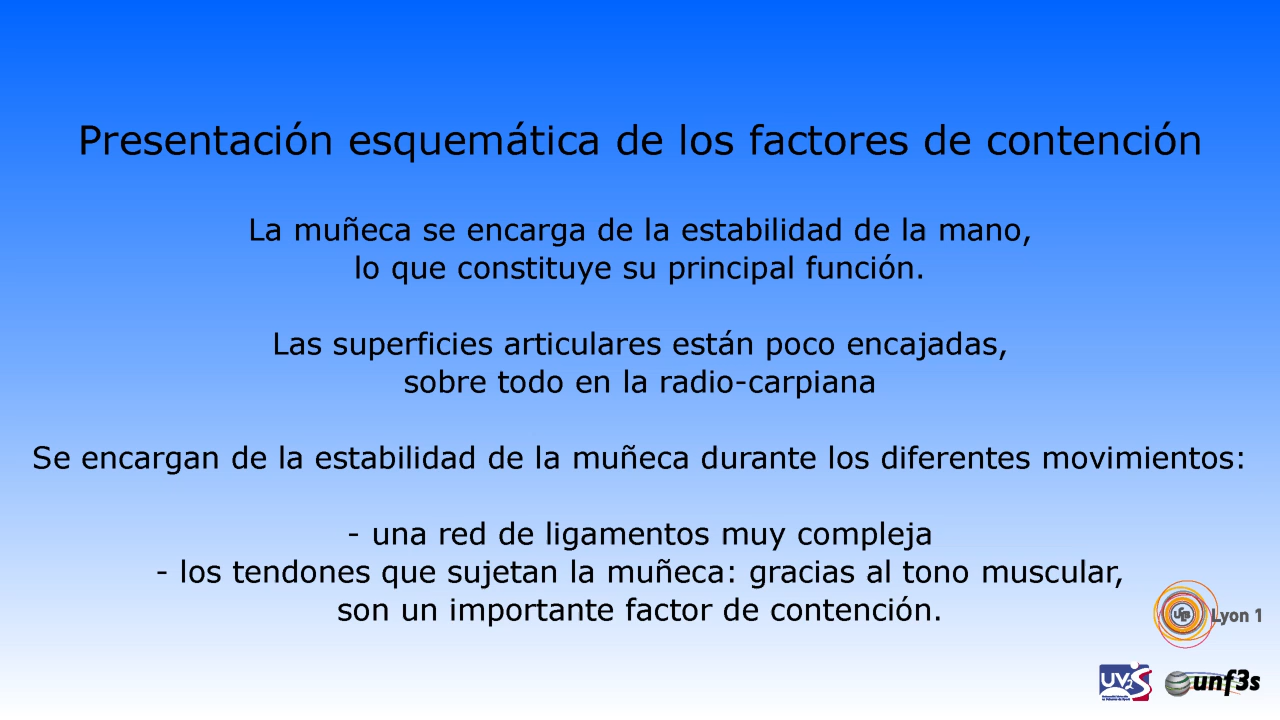 Presentación esquemática de los factores de contención
La muñeca se encarga de la estabilidad de la mano,
lo que constituye su principal función.
Las superficies articulares están poco encajadas,
sobre todo en la radio-carpiana
Se encargan de la estabilidad de la muñeca durante los diferentes movimientos:
- una red de ligamentos muy compleja
- los tendones que sujetan la muñeca: gracias al tono muscular,
son un importante factor de contención.
Lyon 1
UV2S
unf3s